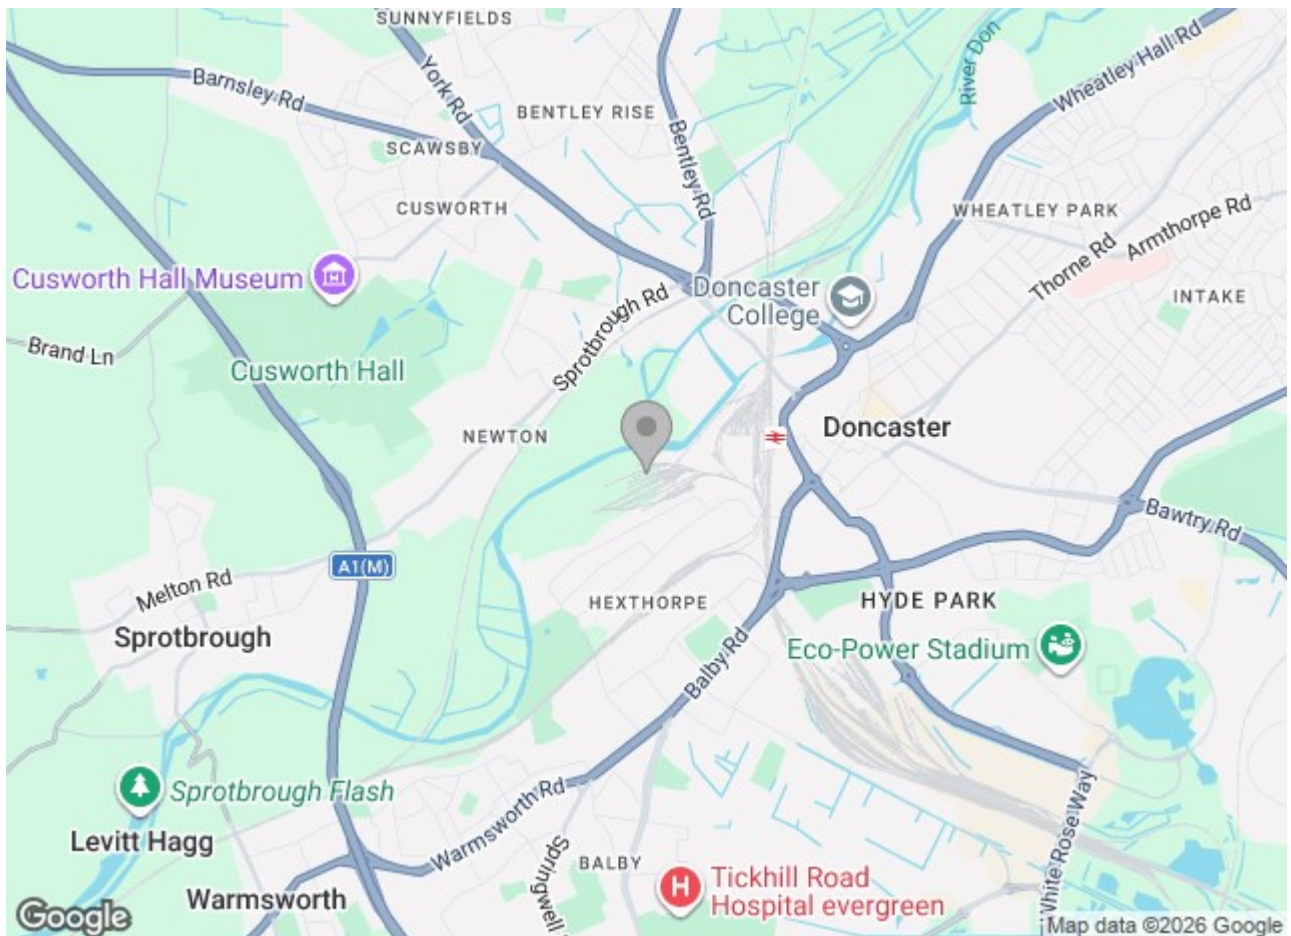 SUNNYFIELDS
River Don
Wheatley Hall Rd
Barnsley Rd
York Rd
BENTLEY RISE
Bentley Rd
SCAWSBY
CUSWORTH
WHEATLEY PARK
Armthorpe Rd
Thorne Rd
Cusworth Hall Museum
Doncaster
College
INTAKE
Sprotbrough Rd
Brand Ln
Cusworth Hall
NEWTON
Doncaster
Bawtry Rd
A1(M)
Melton Rd
HEXTHORPE
HYDE PARK
Sprotbrough
Balby Rd
Eco-Power Stadium
Sprotbrough Flash
Levitt Hagg
Warmsworth Rd
White Rose Way
Springwell
BALBY
H
Tickhill Road
Hospital evergreen
Warmsworth
Google
Map data ©2026 Google